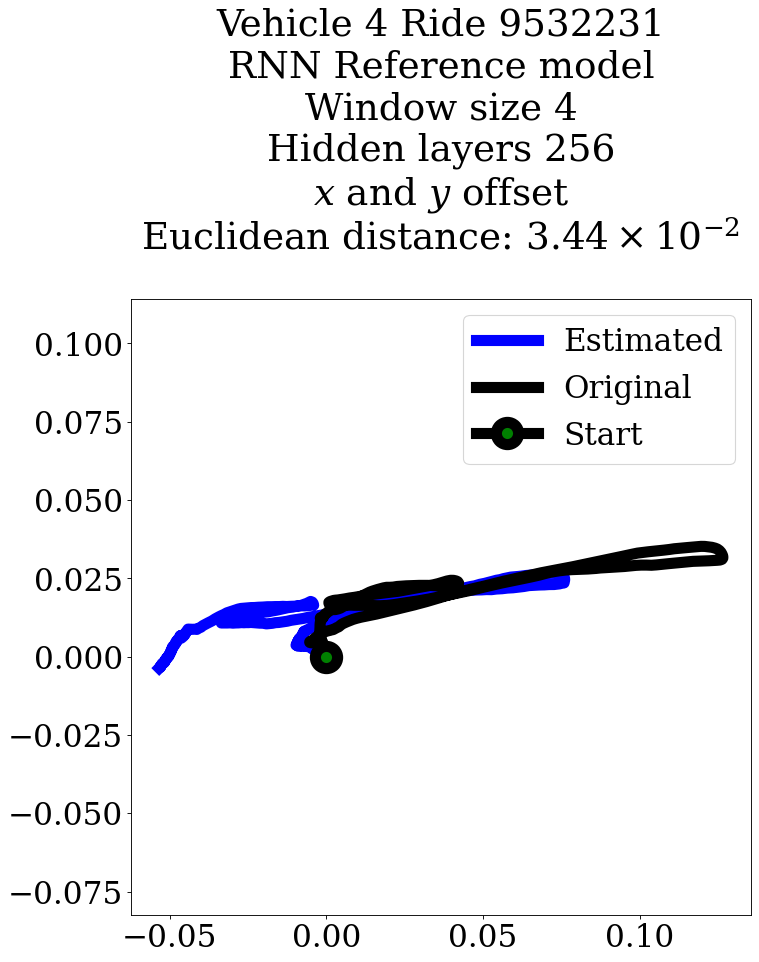 Vehicle 4 Ride 9532231
RNN Reference model
Window size 4
Hidden layers 256
x and y offset
Euclidean distance: 3.44 × 10⁻²
Estimated
Original
Start
0.100
0.075
0.050
0.025
0.000
−0.025
−0.050
−0.075
−0.05
0.00
0.05
0.10